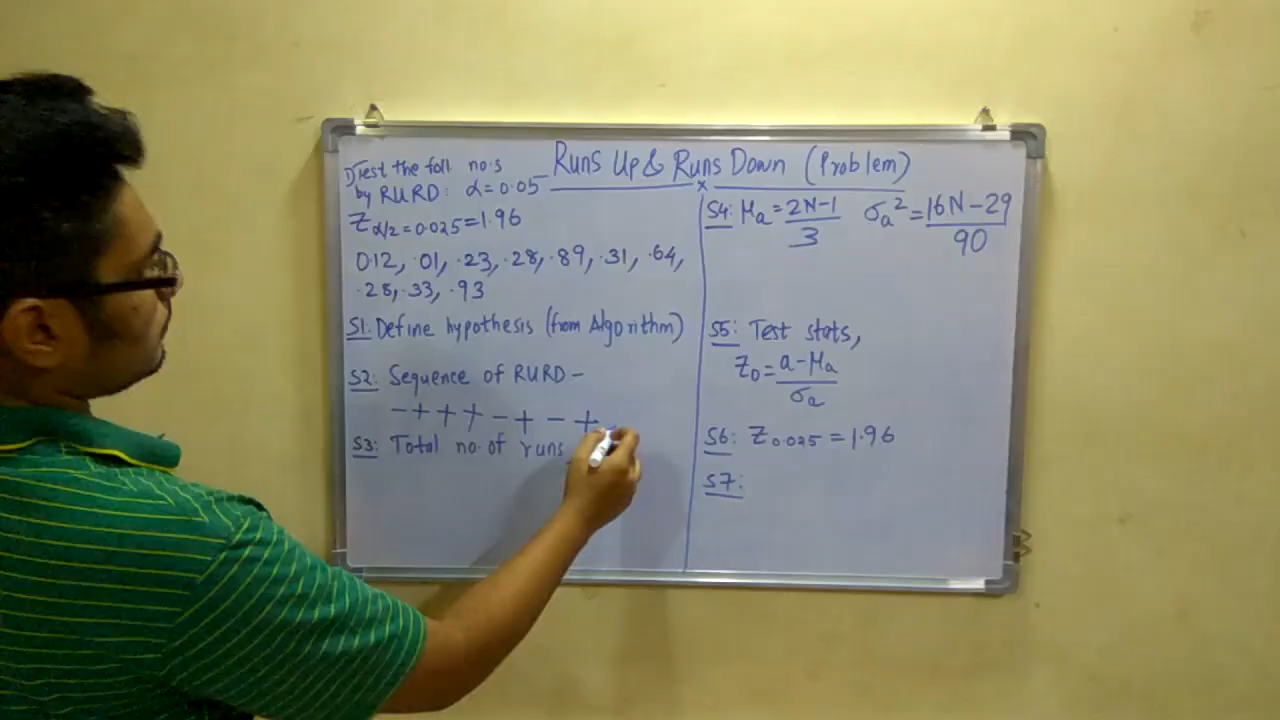 Runs Up & Runs Down (Problem)
1) Test the foll. no.s
by RURD: α = 0.05
Z α/2 = 0.025 = 1.96
0.12, .01, .23, .28, .89, .31, .64,
.28, .33, .93
S1: Define hypothesis (from Algorithm)
S2: Sequence of RURD –
– + + + – + – +
S3: Total no. of runs
S4: μa = 2N-1 / 3 σa² = 16N-29 / 90
S5: Test stats,
Z0 = a-μa / σa
S6: Z0.025 = 1.96
S7: